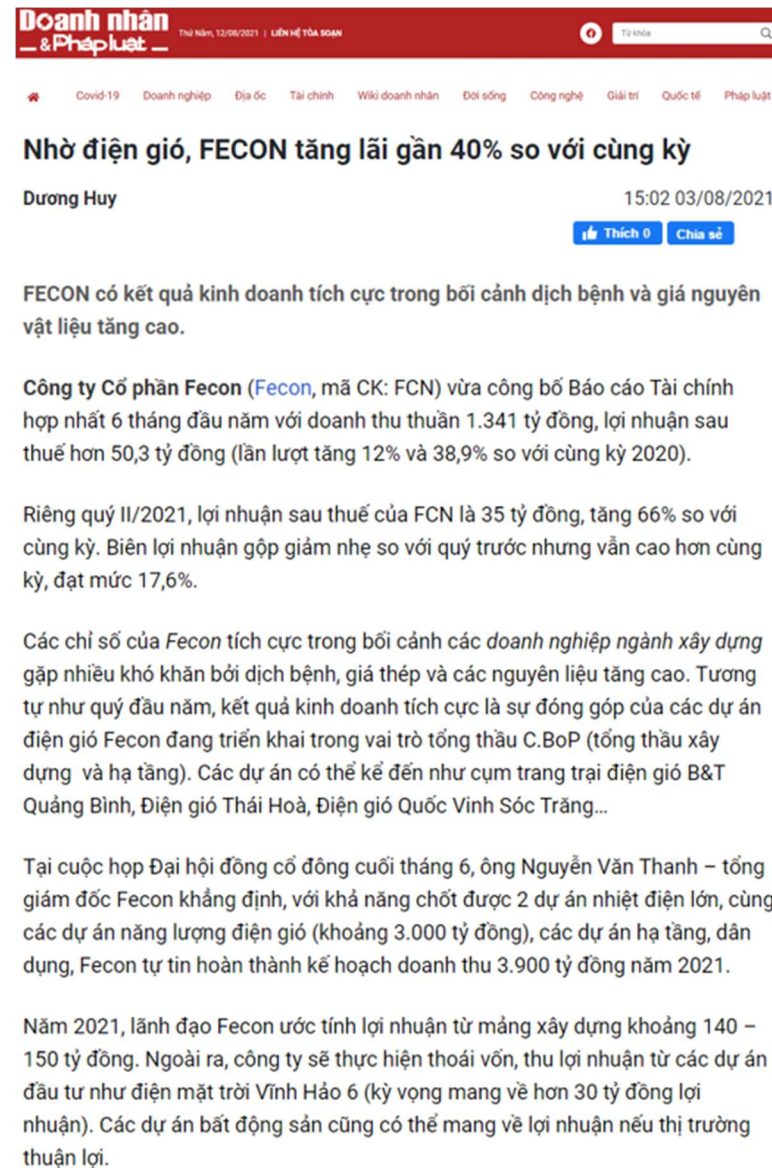 Doanh nhân
& Pháp luật
Thứ Năm, 12/08/2021 | LIÊN HỆ TÒA SOẠN
Từ khóa
Covid-19 Doanh nghiệp Địa ốc Tài chính Wiki doanh nhân Đời sống Công nghệ Giải trí Quốc tế Pháp luật
Nhờ điện gió, FECON tăng lãi gần 40% so với cùng kỳ
Dương Huy 15:02 03/08/2021
Thích 0 Chia sẻ
FECON có kết quả kinh doanh tích cực trong bối cảnh dịch bệnh và giá nguyên
vật liệu tăng cao.
Công ty Cổ phần Fecon (Fecon, mã CK: FCN) vừa công bố Báo cáo Tài chính
hợp nhất 6 tháng đầu năm với doanh thu thuần 1.341 tỷ đồng, lợi nhuận sau
thuế hơn 50,3 tỷ đồng (lần lượt tăng 12% và 38,9% so với cùng kỳ 2020).
Riêng quý II/2021, lợi nhuận sau thuế của FCN là 35 tỷ đồng, tăng 66% so với
cùng kỳ. Biên lợi nhuận gộp giảm nhẹ so với quý trước nhưng vẫn cao hơn cùng
kỳ, đạt mức 17,6%.
Các chỉ số của Fecon tích cực trong bối cảnh các doanh nghiệp ngành xây dựng
gặp nhiều khó khăn bởi dịch bệnh, giá thép và các nguyên liệu tăng cao. Tương
tự như quý đầu năm, kết quả kinh doanh tích cực là sự đóng góp của các dự án
điện gió Fecon đang triển khai trong vai trò tổng thầu C.BoP (tổng thầu xây
dựng và hạ tầng). Các dự án có thể kể đến như cụm trang trại điện gió B&T
Quảng Bình, Điện gió Thái Hoà, Điện gió Quốc Vinh Sóc Trăng...
Tại cuộc họp Đại hội đồng cổ đông cuối tháng 6, ông Nguyễn Văn Thanh – tổng
giám đốc Fecon khẳng định, với khả năng chốt được 2 dự án nhiệt điện lớn, cùng
các dự án năng lượng điện gió (khoảng 3.000 tỷ đồng), các dự án hạ tầng, dân
dụng, Fecon tự tin hoàn thành kế hoạch doanh thu 3.900 tỷ đồng năm 2021.
Năm 2021, lãnh đạo Fecon ước tính lợi nhuận từ mảng xây dựng khoảng 140 –
150 tỷ đồng. Ngoài ra, công ty sẽ thực hiện thoái vốn, thu lợi nhuận từ các dự án
đầu tư như điện mặt trời Vĩnh Hảo 6 (kỳ vọng mang về hơn 30 tỷ đồng lợi
nhuận). Các dự án bất động sản cũng có thể mang về lợi nhuận nếu thị trường
thuận lợi.